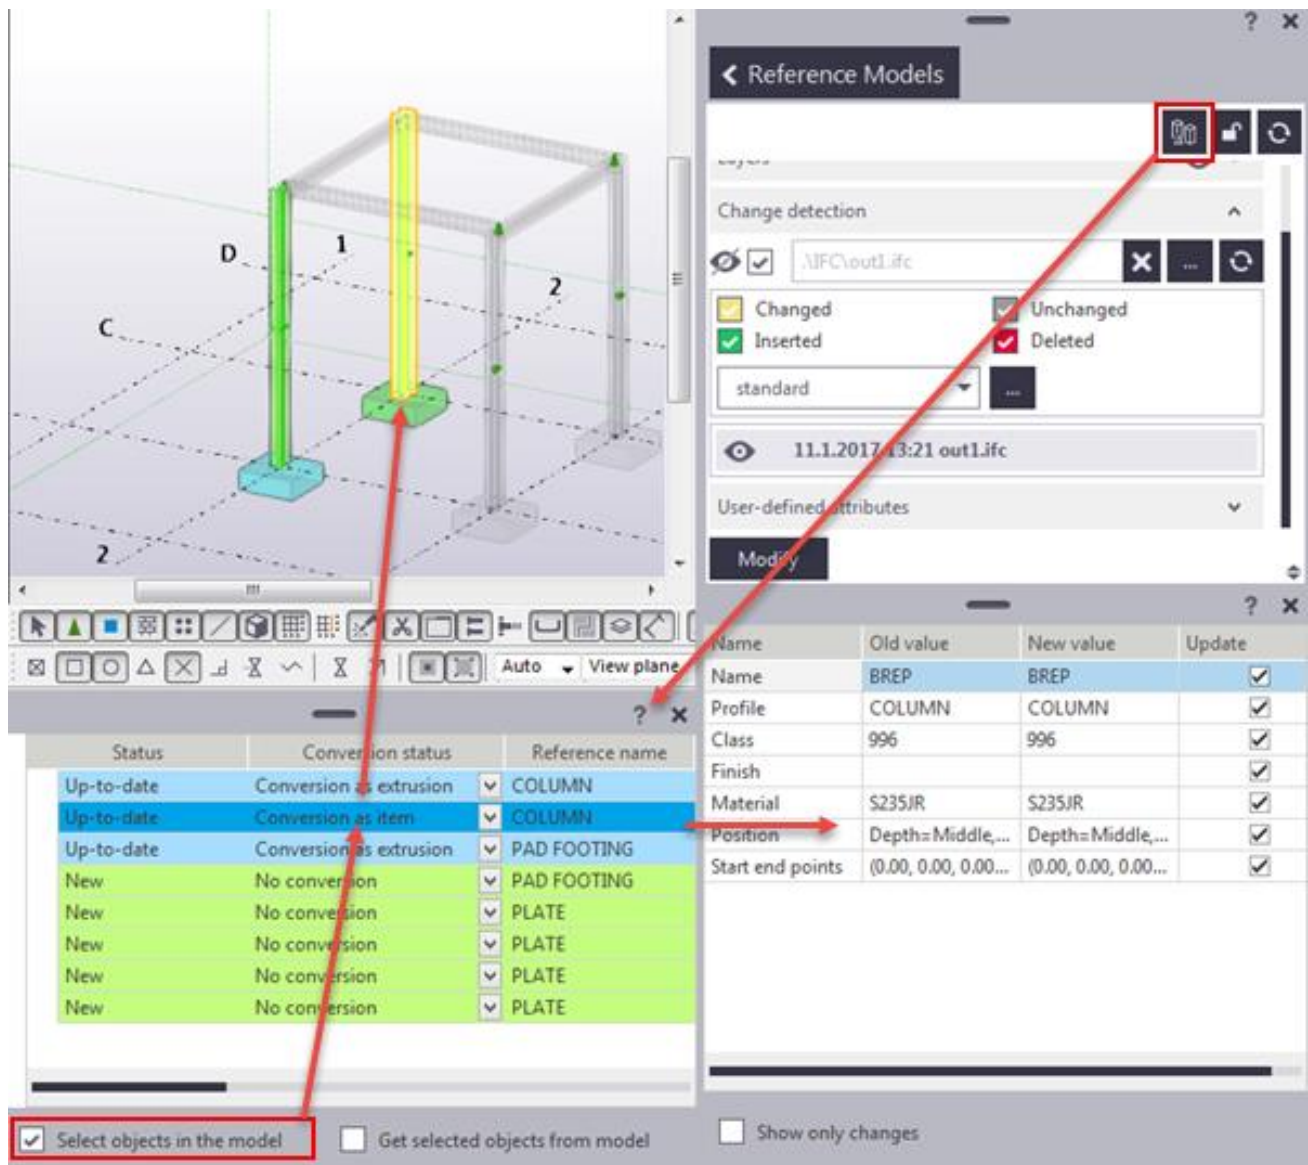 ? ×
Reference Models
Layers
Change detection
.\IFC\out1.ifc
...
Changed
Unchanged
Inserted
Deleted
standard
...
11.1.2017 13:21 out1.ifc
User-defined attributes
Modify
D
1
2
C
2
Auto
View plane
? ×
Status Conversion status Reference name
Up-to-date Conversion as extrusion COLUMN
Up-to-date Conversion as item COLUMN
Up-to-date Conversion as extrusion PAD FOOTING
New No conversion PAD FOOTING
New No conversion PLATE
New No conversion PLATE
New No conversion PLATE
New No conversion PLATE
Select objects in the model
Get selected objects from model
? ×
Name Old value New value Update
Name BREP BREP
Profile COLUMN COLUMN
Class 996 996
Finish
Material S235JR S235JR
Position Depth=Middle,... Depth=Middle,...
Start end points (0.00, 0.00, 0.00... (0.00, 0.00, 0.00...
Show only changes